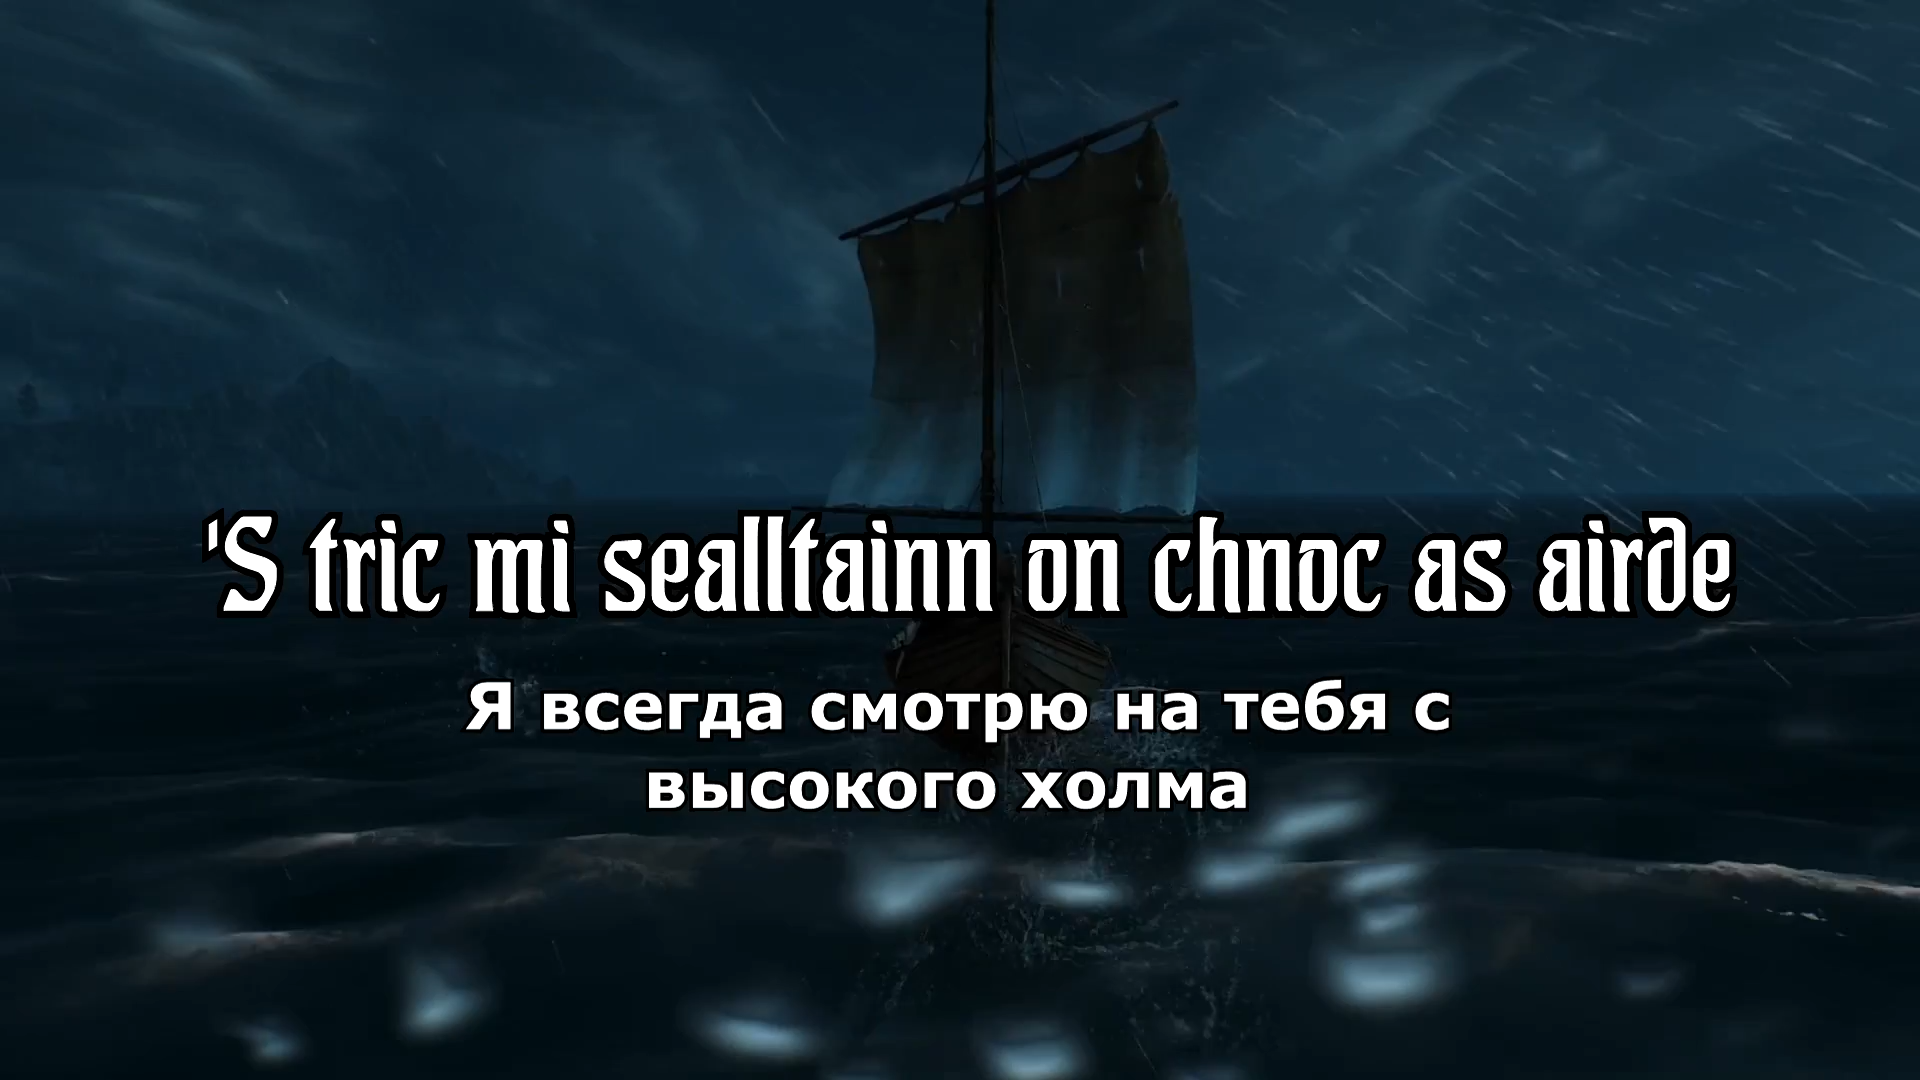 'S tric mi sealltainn on chnoc as airde
Я всегда смотрю на тебя с
высокого холма